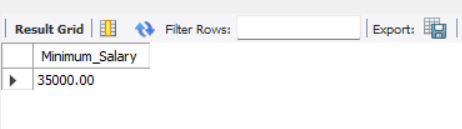 Result Grid Filter Rows: Export:
Minimum_Salary
35000.00